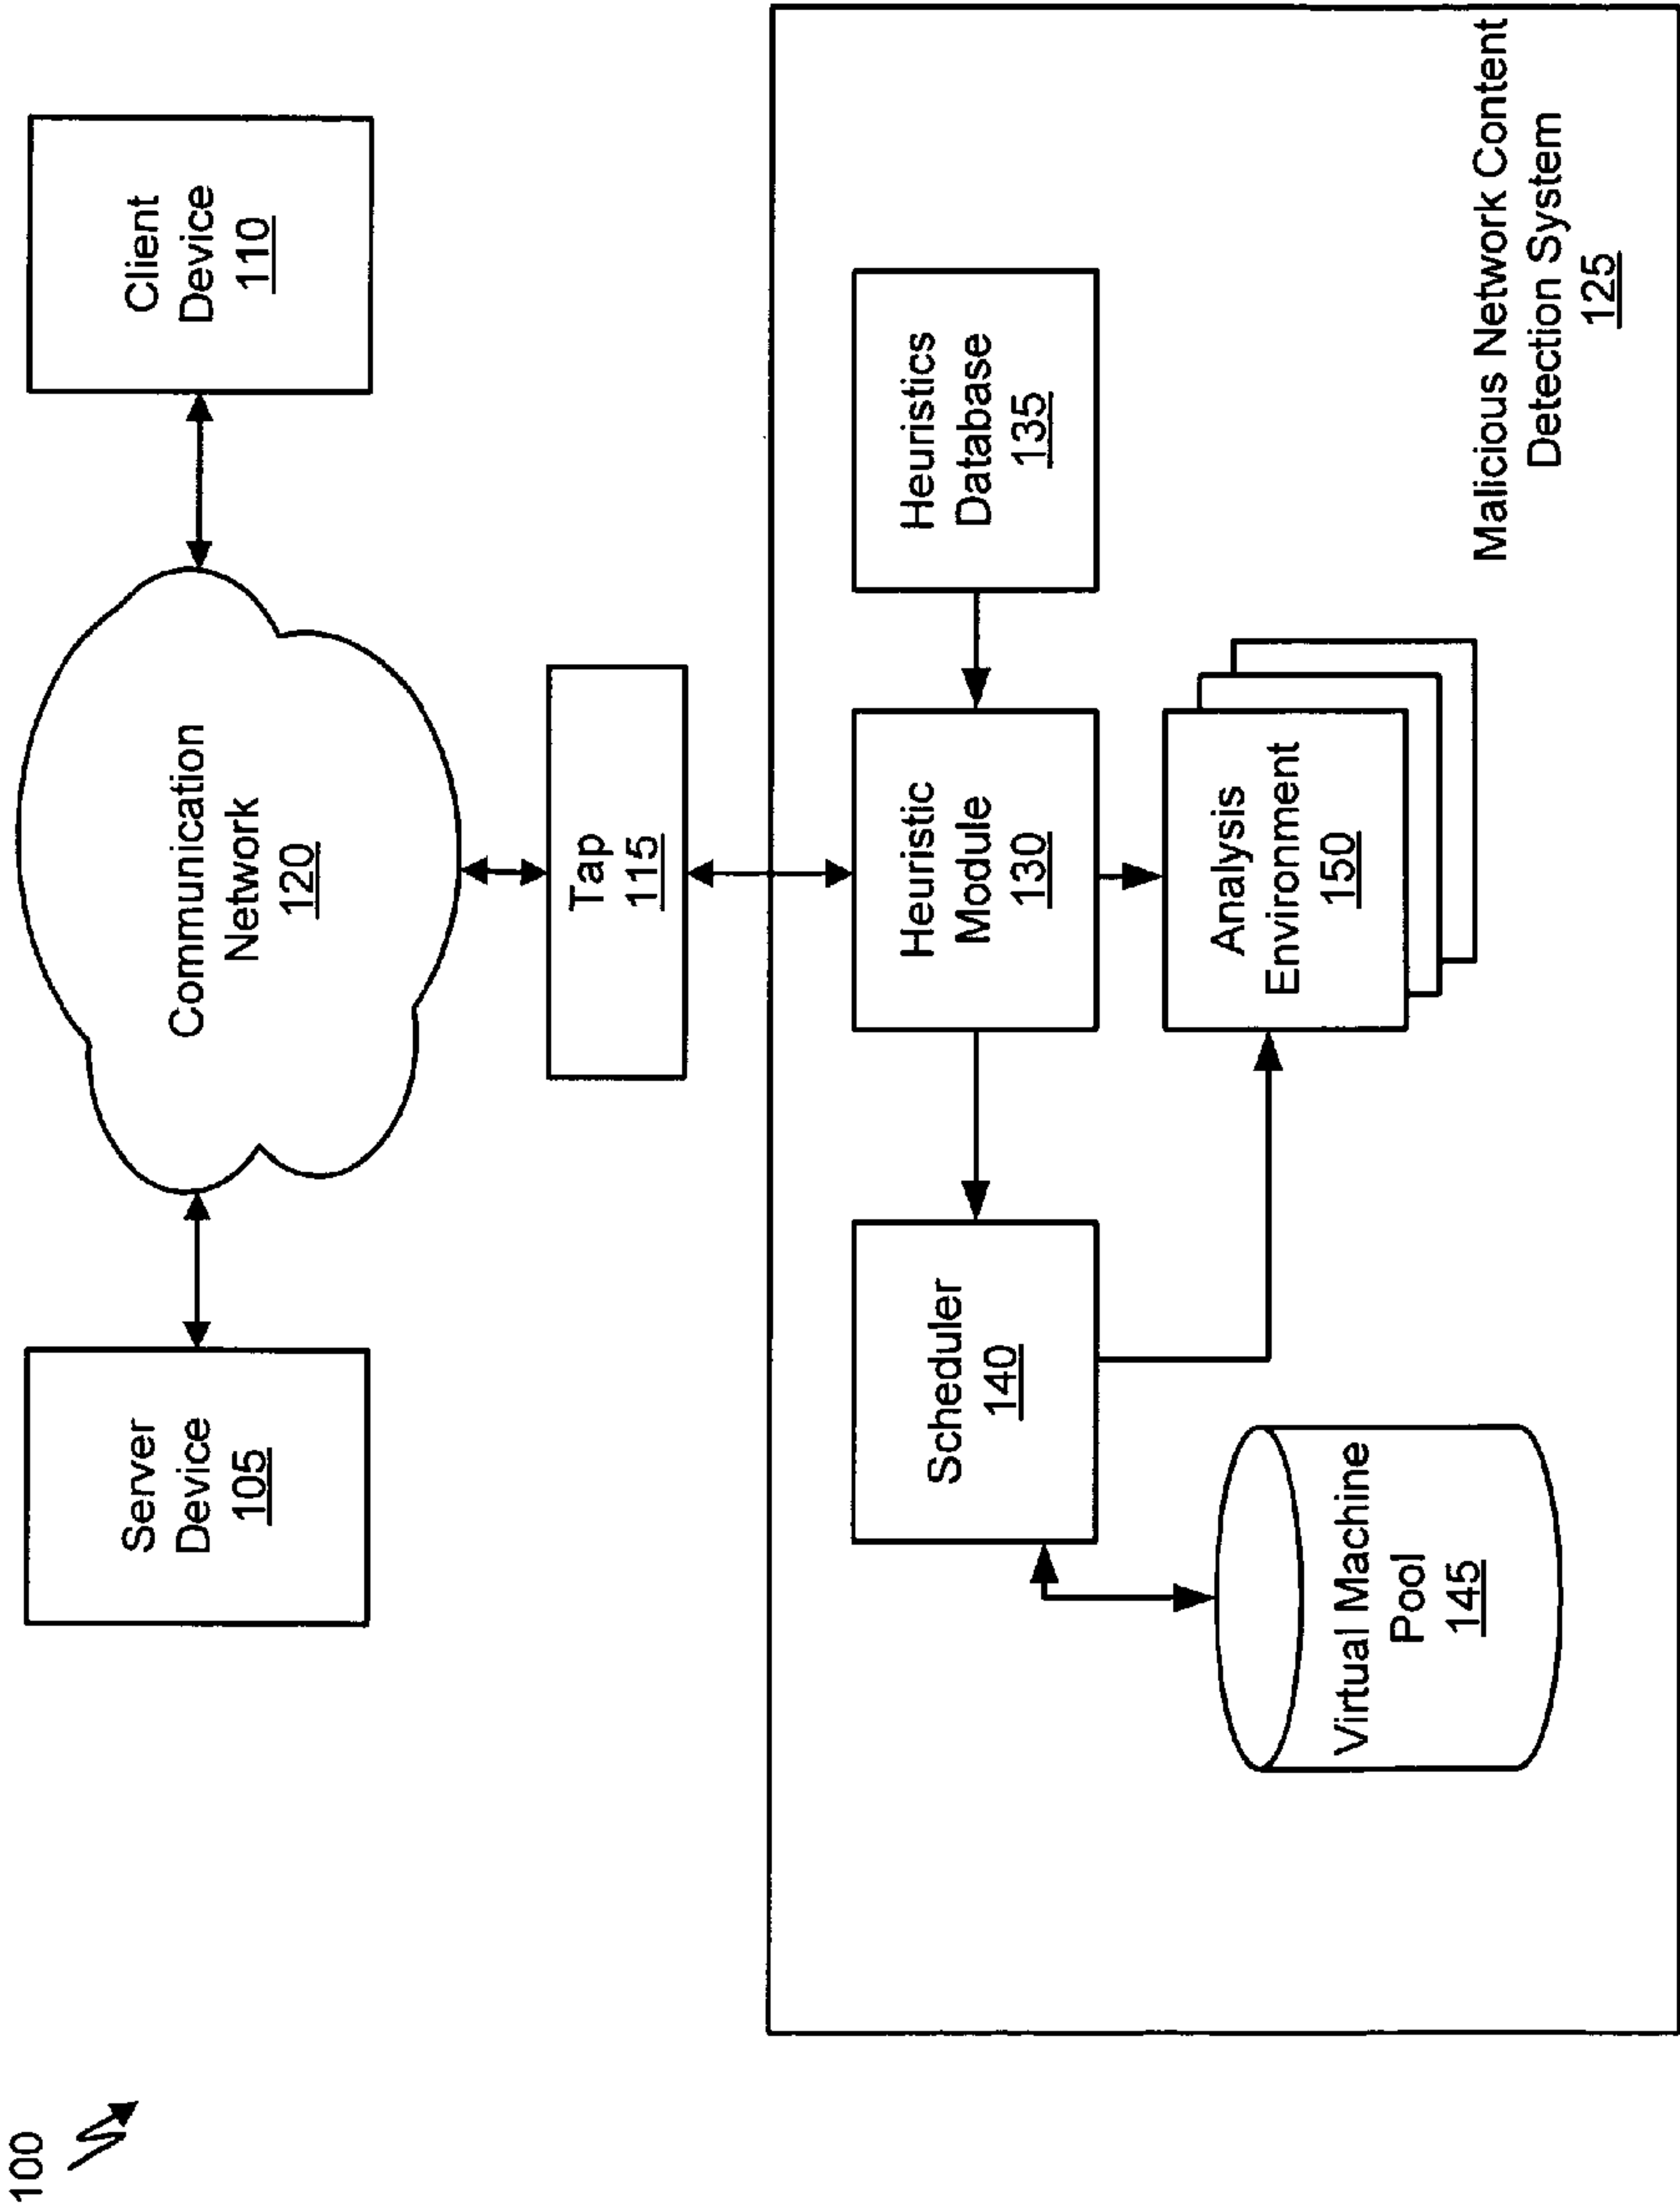 100
Server
Device
105
Communication
Network
120
Client
Device
110
Tap
115
Scheduler
140
Heuristic
Module
130
Heuristics
Database
135
Virtual Machine
Pool
145
Analysis
Environment
150
Malicious Network Content
Detection System
125